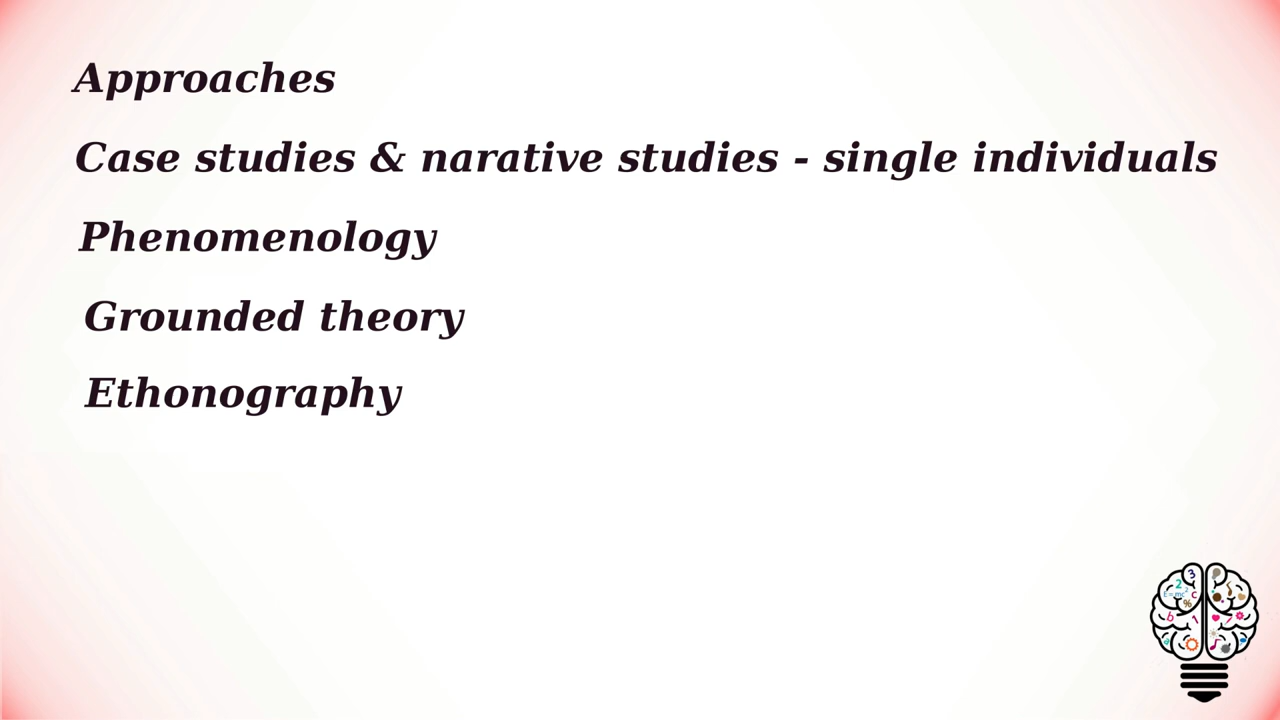 Approaches
Case studies & narative studies - single individuals
Phenomenology
Grounded theory
Ethonography